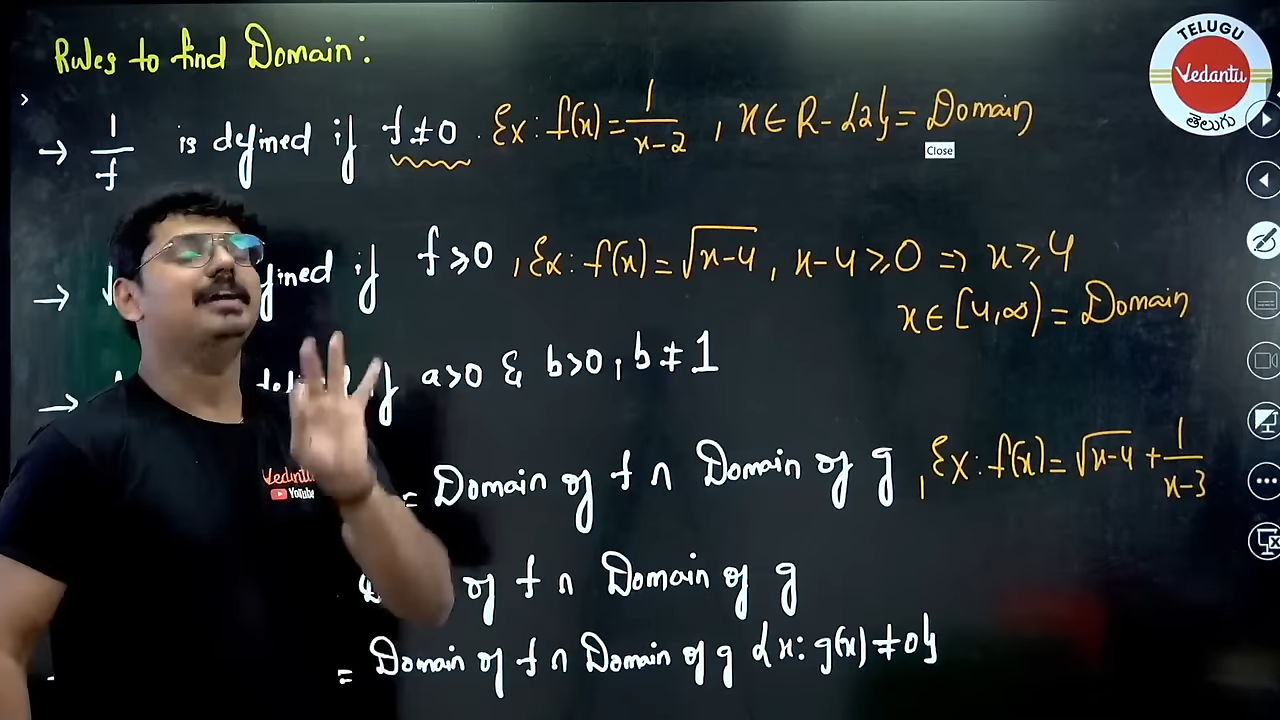 Rules to find Domain:
→ 1/f is defined if f ≠ 0. Ex: f(x) = 1/(x-2), x ∈ R - {2} = Domain
Close
→ √ fined if f ≥ 0, Ex: f(x) = √(x-4), x-4 ≥ 0 ⇒ x ≥ 4
x ∈ [4, ∞) = Domain
→ if a>0 & b>0, b ≠ 1
= Domain of f ∩ Domain of g, Ex: f(x) = √(x-4) + 1/(x-3)
of f ∩ Domain of g
= Domain of f ∩ Domain of g {x: g(x) ≠ 0}
TELUGU
Vedantu
తెలుగు
Vedantu
YouTube